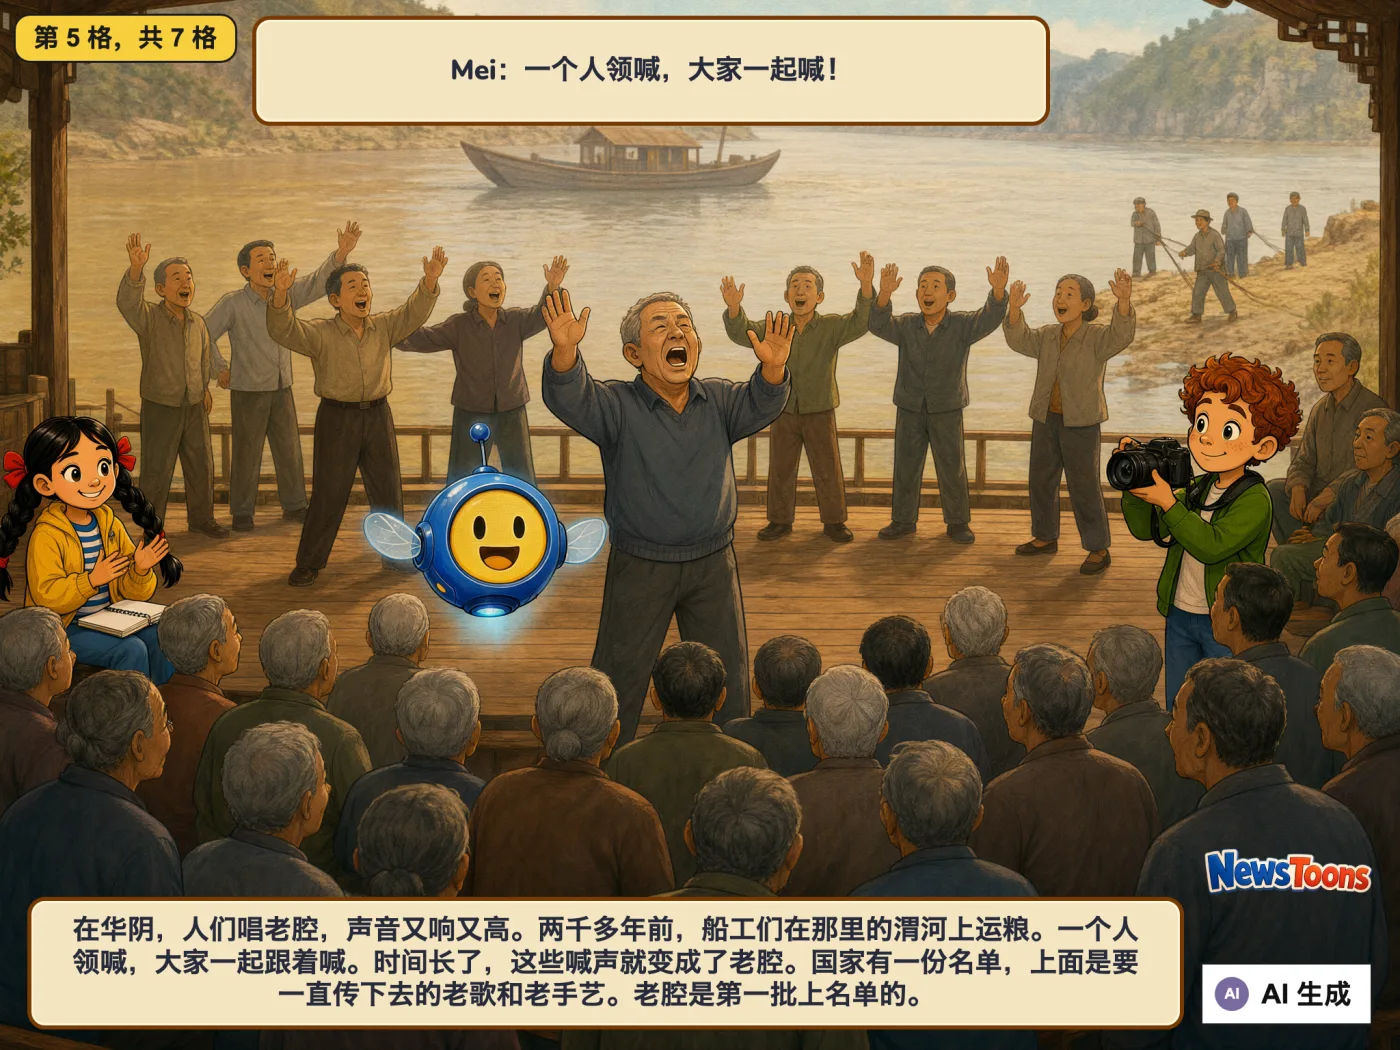 第 5 格，共 7 格
Mei：一个人领喊，大家一起喊！
在华阴，人们唱老腔，声音又响又高。两千多年前，船工们在那里的渭河上运粮。一个人
领喊，大家一起跟着喊。时间长了，这些喊声就变成了老腔。国家有一份名单，上面是要
一直传下去的老歌和老手艺。老腔是第一批上名单的。
NewsToons
AI AI 生成